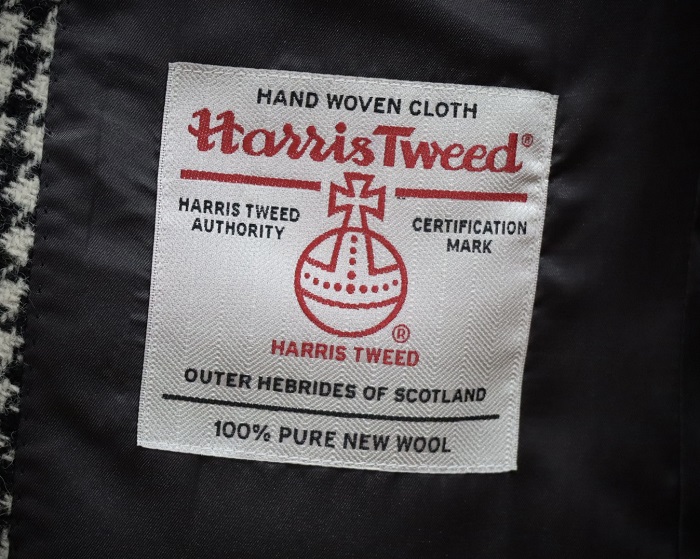 HAND WOVEN CLOTH
Harris Tweed®
HARRIS TWEED AUTHORITY
CERTIFICATION MARK
®
HARRIS TWEED
OUTER HEBRIDES OF SCOTLAND
100% PURE NEW WOOL